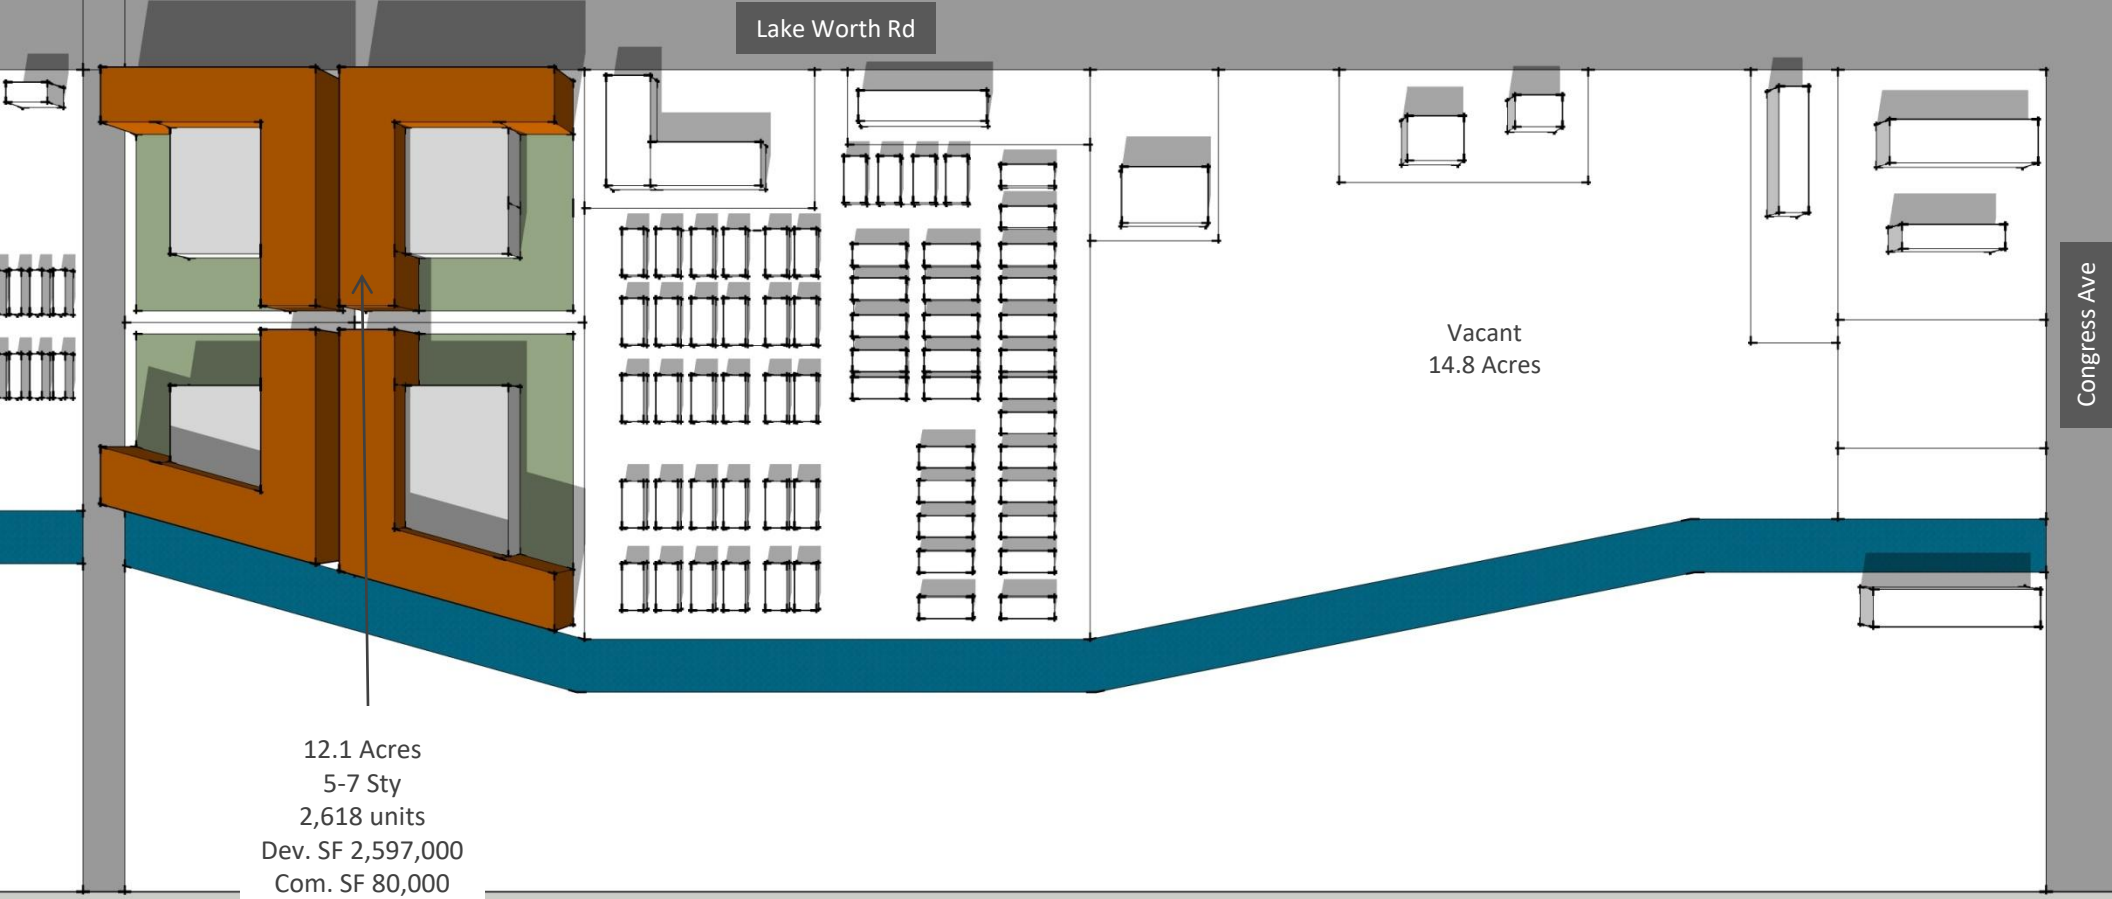 Lake Worth Rd
Congress Ave
Vacant
14.8 Acres
12.1 Acres
5-7 Sty
2,618 units
Dev. SF 2,597,000
Com. SF 80,000